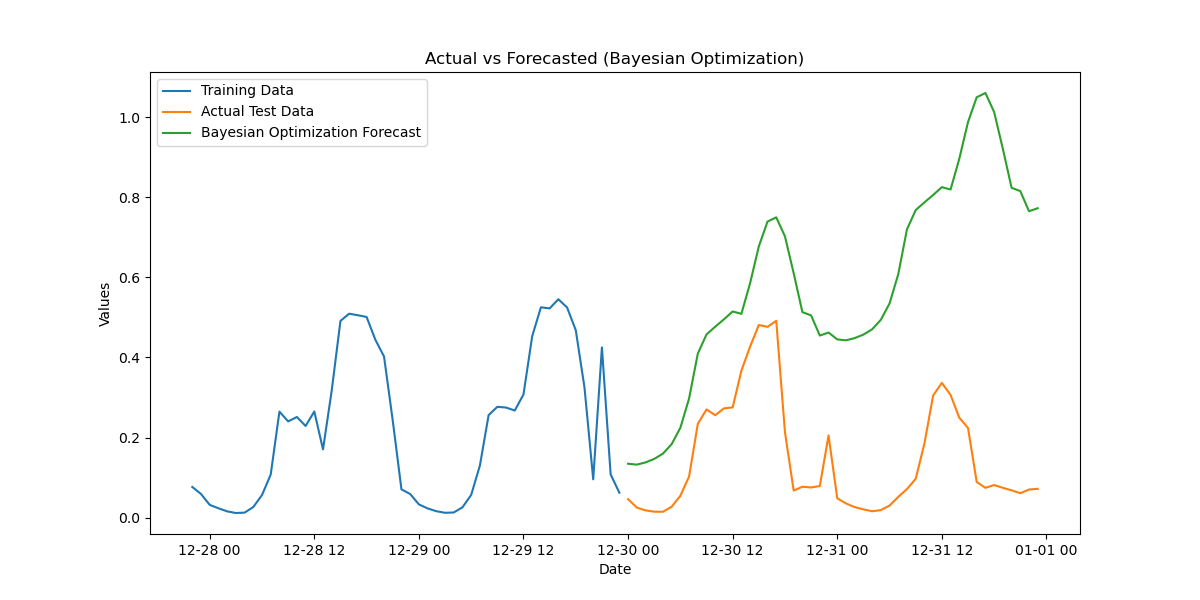 Actual vs Forecasted (Bayesian Optimization)
Training Data
Actual Test Data
Bayesian Optimization Forecast
1.0
0.8
0.6
0.4
0.2
0.0
Values
12-28 00 12-28 12 12-29 00 12-29 12 12-30 00 12-30 12 12-31 00 12-31 12 01-01 00
Date